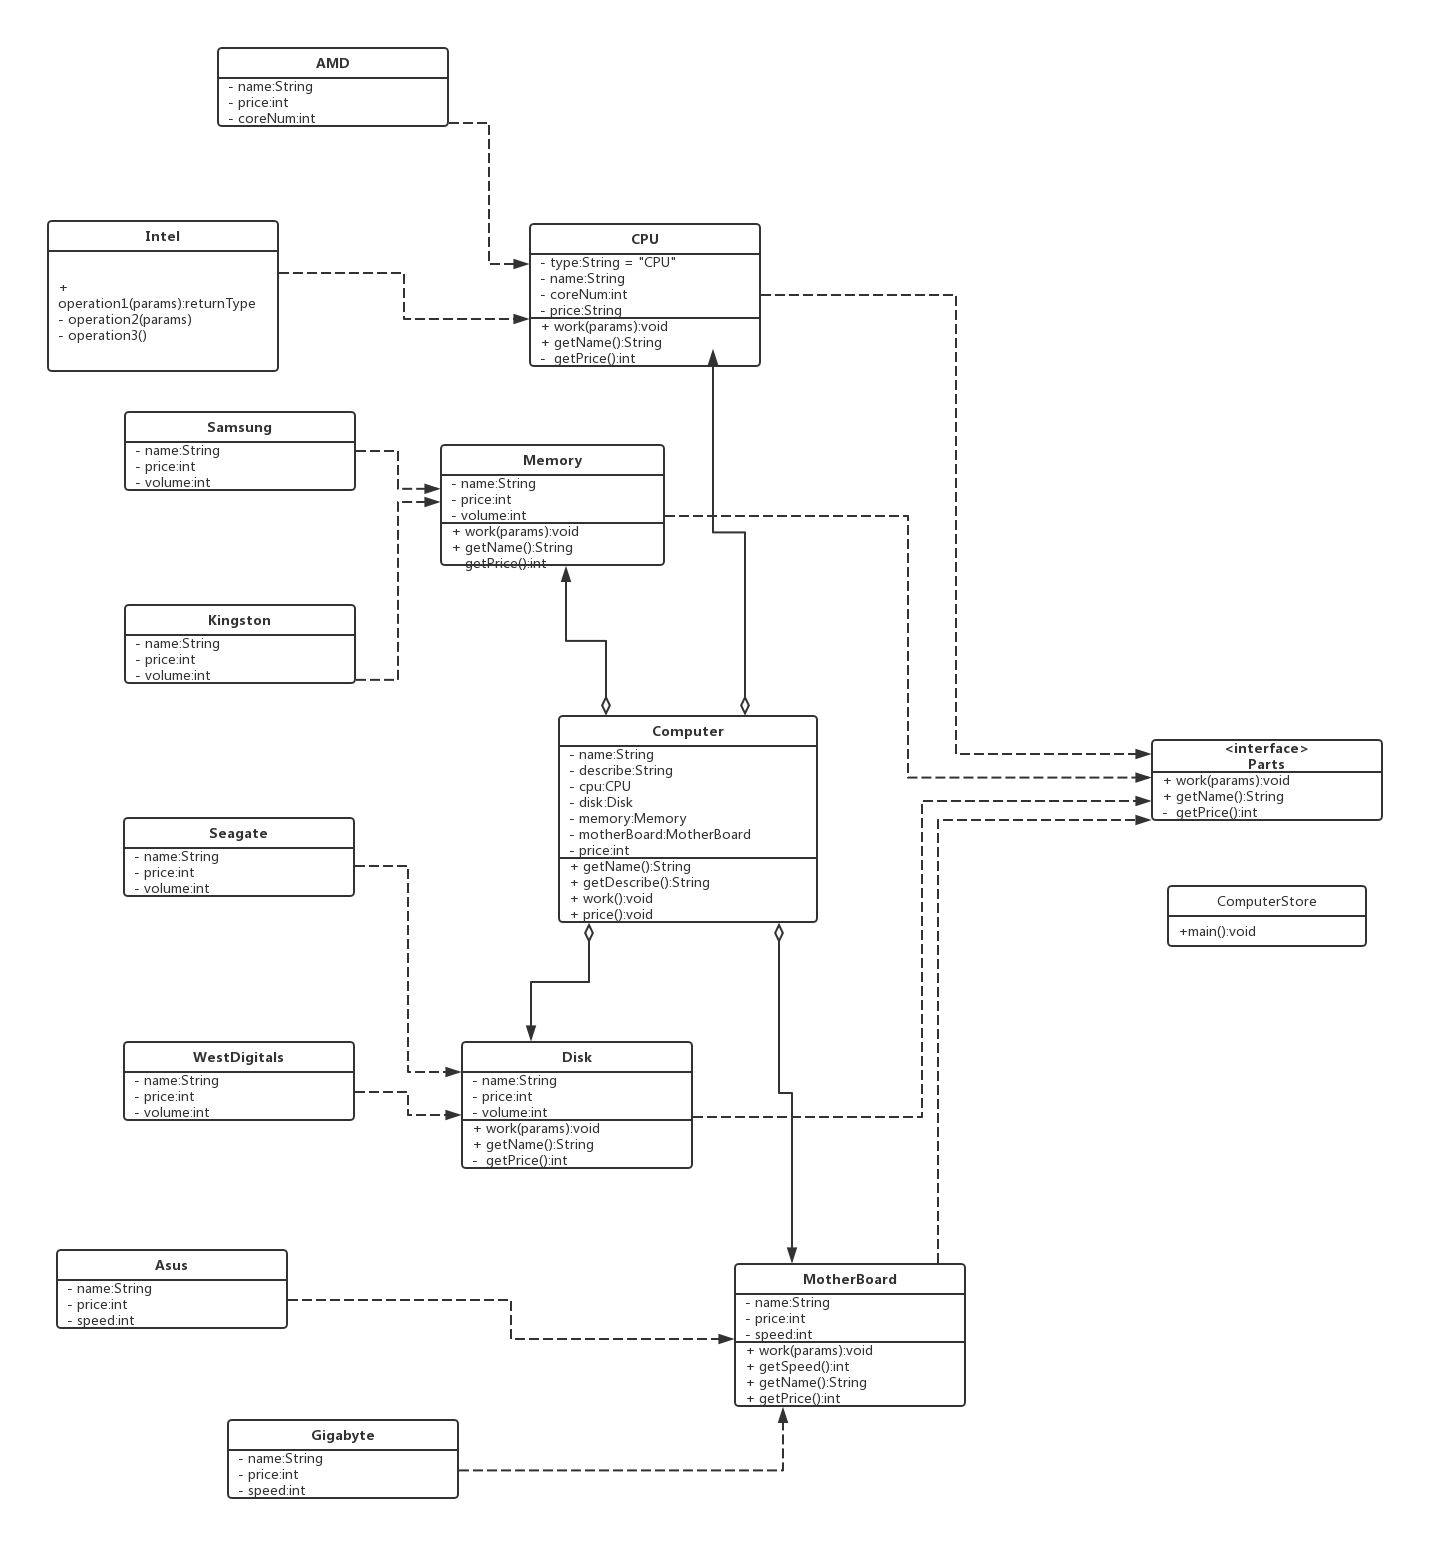 AMD
- name:String
- price:int
- coreNum:int
Intel
+
operation1(params):returnType
- operation2(params)
- operation3()
CPU
- type:String = "CPU"
- name:String
- coreNum:int
- price:String
+ work(params):void
+ getName():String
-  getPrice():int
Samsung
- name:String
- price:int
- volume:int
Memory
- name:String
- price:int
- volume:int
+ work(params):void
+ getName():String
-  getPrice():int
Kingston
- name:String
- price:int
- volume:int
Computer
- name:String
- describe:String
- cpu:CPU
- disk:Disk
- memory:Memory
- motherBoard:MotherBoard
- price:int
+ getName():String
+ getDescribe():String
+ work():void
+ price():void
<interface>
Parts
+ work(params):void
+ getName():String
-  getPrice():int
Seagate
- name:String
- price:int
- volume:int
ComputerStore
+main():void
WestDigitals
- name:String
- price:int
- volume:int
Disk
- name:String
- price:int
- volume:int
+ work(params):void
+ getName():String
-  getPrice():int
Asus
- name:String
- price:int
- speed:int
MotherBoard
- name:String
- price:int
- speed:int
+ work(params):void
+ getSpeed():int
+ getName():String
+ getPrice():int
Gigabyte
- name:String
- price:int
- speed:int